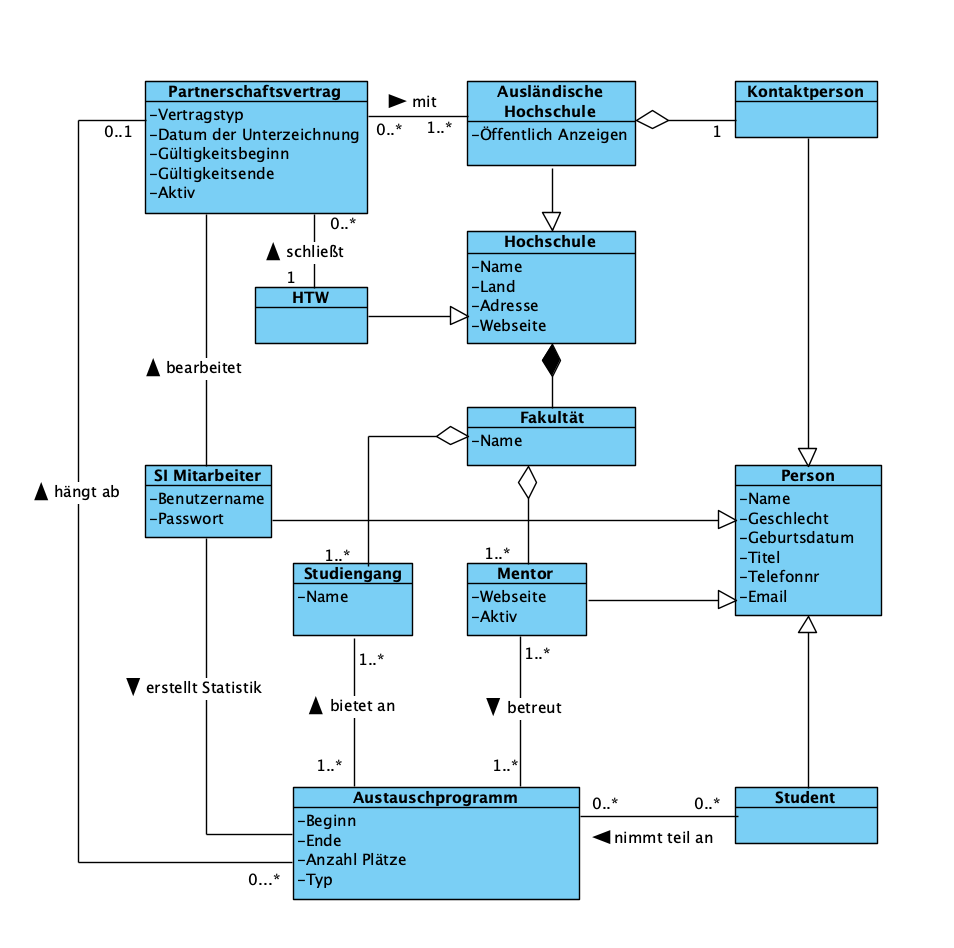 Partnerschaftsvertrag
-Vertragstyp
-Datum der Unterzeichnung
-Gültigkeitsbeginn
-Gültigkeitsende
-Aktiv
mit
0..*
1..*
Ausländische
Hochschule
-Öffentlich Anzeigen
1
Kontaktperson
0..1
0..*
schließt
1
HTW
Hochschule
-Name
-Land
-Adresse
-Webseite
bearbeitet
Fakultät
-Name
SI Mitarbeiter
-Benutzername
-Passwort
hängt ab
Person
-Name
-Geschlecht
-Geburtsdatum
-Titel
-Telefonnr
-Email
1..*
Studiengang
-Name
1..*
Mentor
-Webseite
-Aktiv
1..*
1..*
erstellt Statistik
bietet an
betreut
1..*
1..*
Austauschprogramm
-Beginn
-Ende
-Anzahl Plätze
-Typ
0..*
0..*
nimmt teil an
Student
0...*